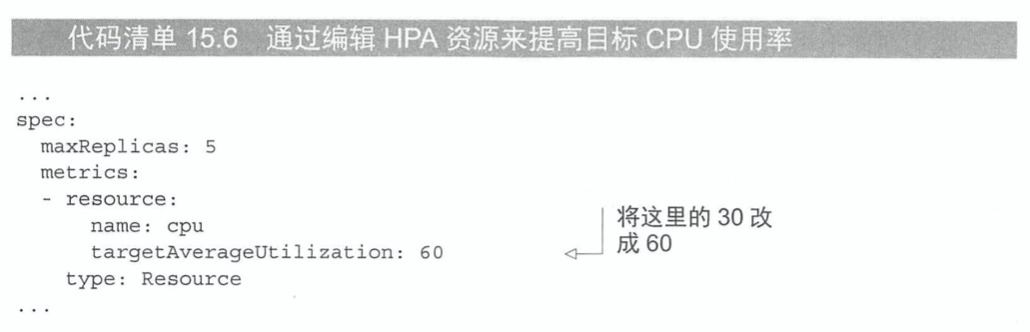 代码清单 15.6 通过编辑 HPA 资源来提高目标 CPU 使用率
...
spec:
  maxReplicas: 5
  metrics:
  - resource:
      name: cpu
      targetAverageUtilization: 60
    type: Resource
...
将这里的 30 改
成 60